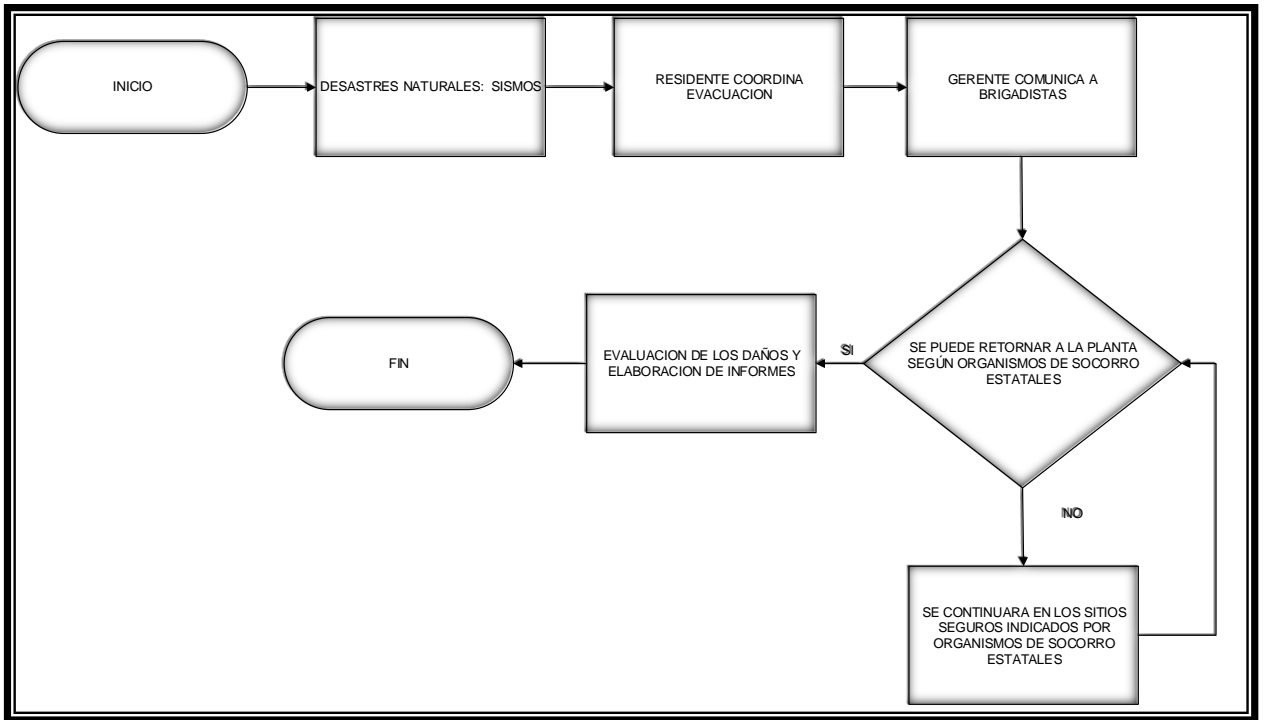 INICIO
DESASTRES NATURALES: SISMOS
RESIDENTE COORDINA
EVACUACION
GERENTE COMUNICA A
BRIGADISTAS
SE PUEDE RETORNAR A LA PLANTA
SEGÚN ORGANISMOS DE SOCORRO
ESTATALES
SI
EVALUACION DE LOS DAÑOS Y
ELABORACION DE INFORMES
FIN
NO
SE CONTINUARA EN LOS SITIOS
SEGUROS INDICADOS POR
ORGANISMOS DE SOCORRO
ESTATALES